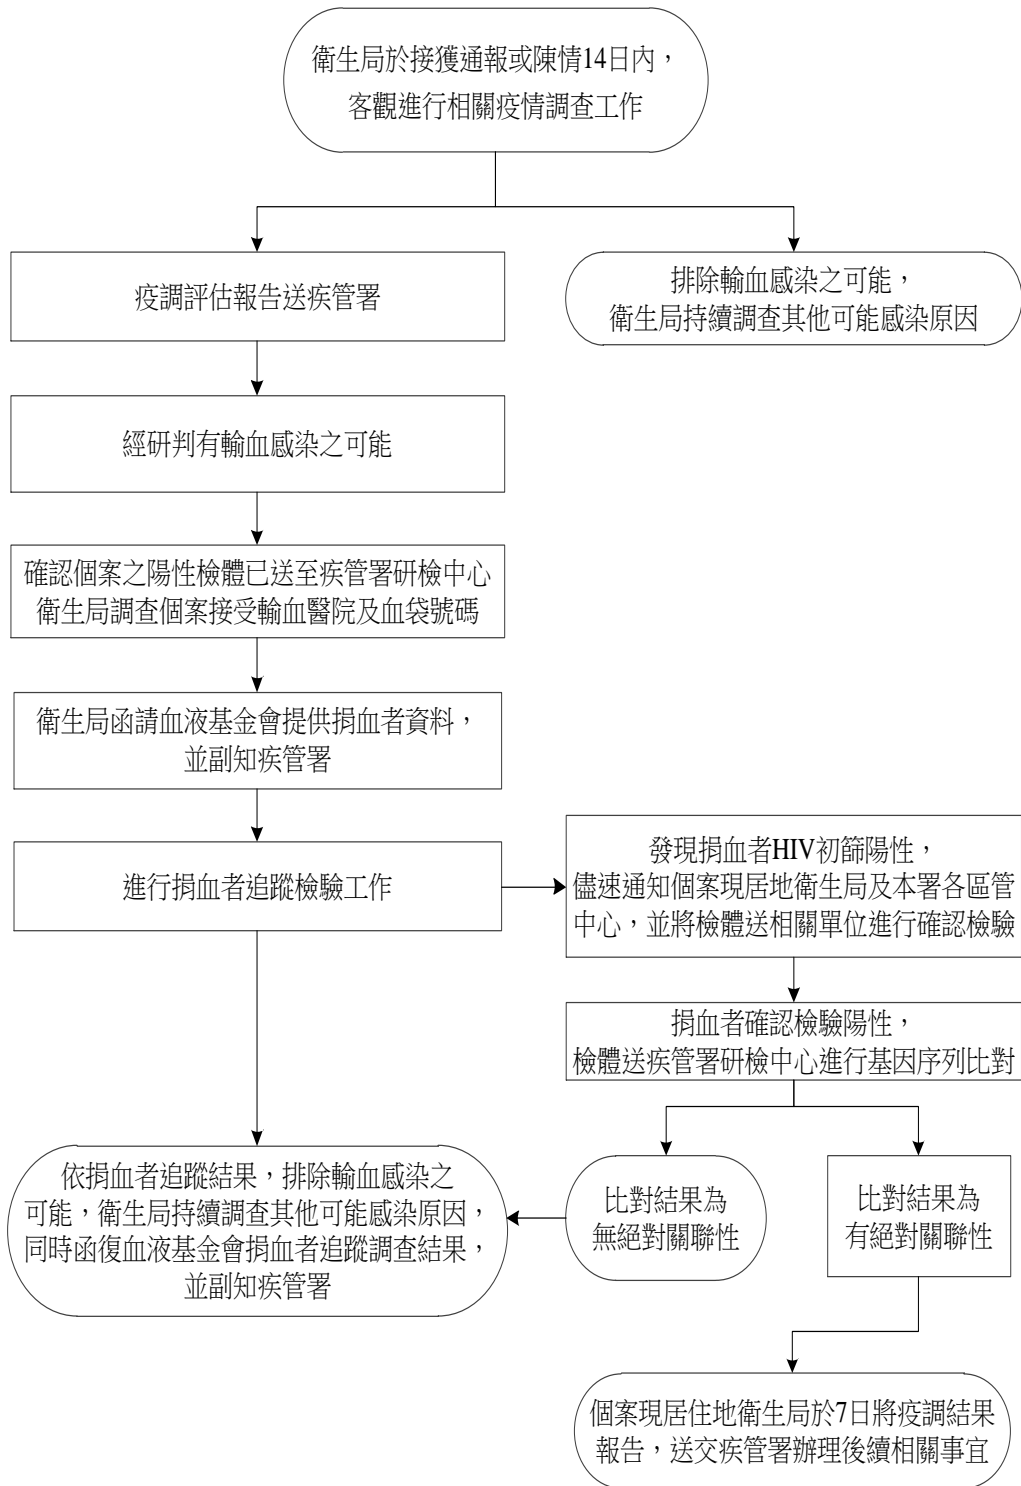 衛生局於接獲通報或陳情14日內，
客觀進行相關疫情調查工作
疫調評估報告送疾管署
排除輸血感染之可能，
衛生局持續調查其他可能感染原因
經研判有輸血感染之可能
確認個案之陽性檢體已送至疾管署研檢中心
衛生局調查個案接受輸血醫院及血袋號碼
衛生局函請血液基金會提供捐血者資料，
並副知疾管署
進行捐血者追蹤檢驗工作
發現捐血者HIV初篩陽性，
儘速通知個案現居地衛生局及本署各區管
中心，並將檢體送相關單位進行確認檢驗
捐血者確認檢驗陽性，
檢體送疾管署研檢中心進行基因序列比對
依捐血者追蹤結果，排除輸血感染之
可能，衛生局持續調查其他可能感染原因，
同時函復血液基金會捐血者追蹤調查結果，
並副知疾管署
比對結果為
無絕對關聯性
比對結果為
有絕對關聯性
個案現居住地衛生局於7日將疫調結果
報告，送交疾管署辦理後續相關事宜